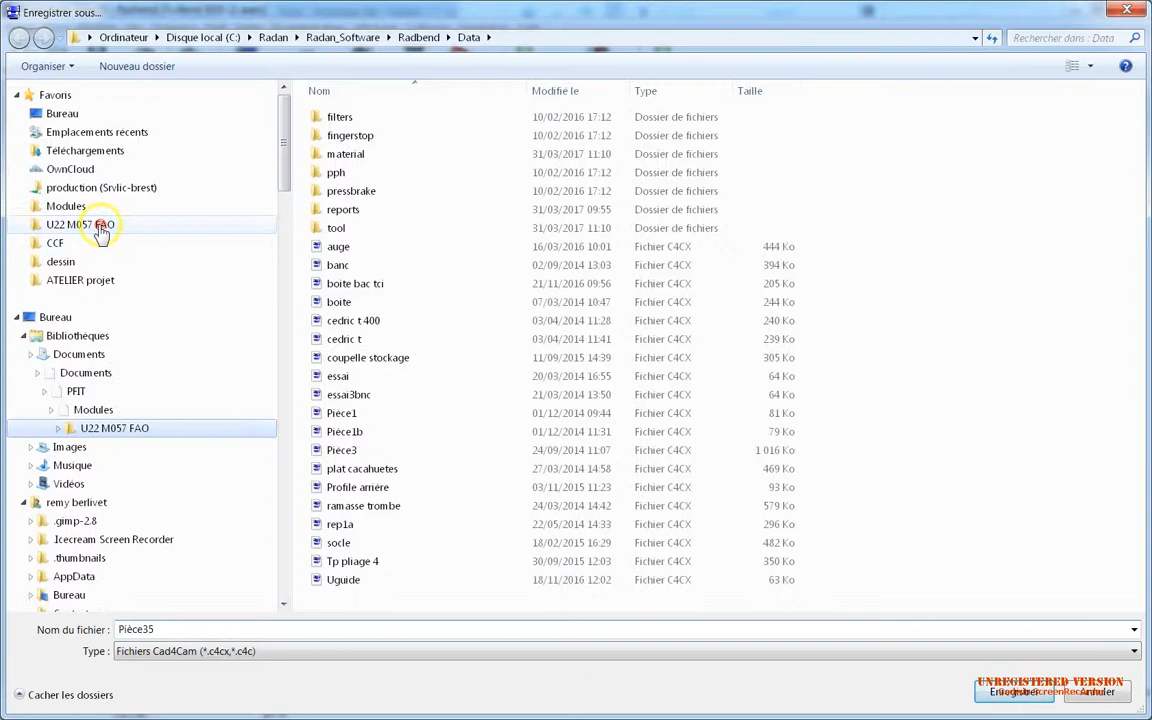 Enregistrer sous...
Ordinateur Disque local (C:) Radan Radan_Software Radbend Data
Rechercher dans : Data
Organiser Nouveau dossier
Favoris
Bureau
Emplacements récents
Téléchargements
OwnCloud
production (Srvlic-brest)
Modules
U22 M057 FAO
CCF
dessin
ATELIER projet
Bureau
Bibliothèques
Documents
Documents
PFIT
Modules
U22 M057 FAO
Images
Musique
Vidéos
remy berlivet
.gimp-2.8
Icecream Screen Recorder
.thumbnails
AppData
Bureau
Nom Modifié le Type Taille
filters 10/02/2016 17:12 Dossier de fichiers
fingerstop 10/02/2016 17:12 Dossier de fichiers
material 31/03/2017 11:10 Dossier de fichiers
pph 10/02/2016 17:12 Dossier de fichiers
pressbrake 10/02/2016 17:12 Dossier de fichiers
reports 31/03/2017 09:55 Dossier de fichiers
tool 31/03/2017 11:10 Dossier de fichiers
auge 16/03/2016 10:01 Fichier C4CX 444 Ko
banc 02/09/2014 13:03 Fichier C4CX 394 Ko
boite bac tci 21/11/2016 09:56 Fichier C4CX 205 Ko
boite 07/03/2014 10:47 Fichier C4CX 244 Ko
cedric t 400 03/04/2014 11:28 Fichier C4CX 240 Ko
cedric t 03/04/2014 11:41 Fichier C4CX 239 Ko
coupelle stockage 11/09/2015 14:39 Fichier C4CX 305 Ko
essai 20/03/2014 16:55 Fichier C4CX 64 Ko
essai3bnc 21/03/2014 13:50 Fichier C4CX 64 Ko
Pièce1 01/12/2014 09:44 Fichier C4CX 81 Ko
Pièce1b 01/12/2014 11:31 Fichier C4CX 79 Ko
Pièce3 24/09/2014 11:07 Fichier C4CX 1 016 Ko
plat cacahuetes 27/03/2014 14:58 Fichier C4CX 469 Ko
Profile arrière 03/11/2015 11:23 Fichier C4CX 93 Ko
ramasse trombe 24/03/2014 14:42 Fichier C4CX 579 Ko
rep1a 22/05/2014 14:33 Fichier C4CX 296 Ko
socle 18/02/2015 16:29 Fichier C4CX 482 Ko
Tp pliage 4 30/09/2015 12:03 Fichier C4CX 350 Ko
Uguide 18/11/2016 12:02 Fichier C4CX 63 Ko
Nom du fichier : Pièce35
Type : Fichiers Cad4Cam (*.c4cx,*.c4c)
Cacher les dossiers
UNREGISTERED VERSION
Enregistrer Annuler